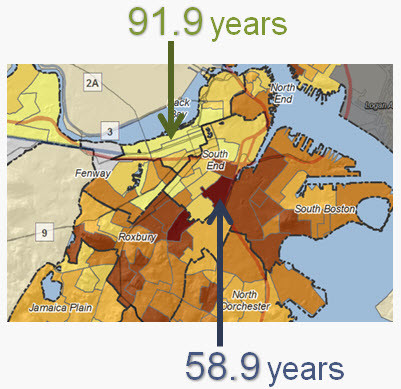 91.9 years
2A
North
End
Logan
3
South
End
Fenway
9
Roxbury
South Boston
Jamaica Plain
North
Dorchester
58.9 years